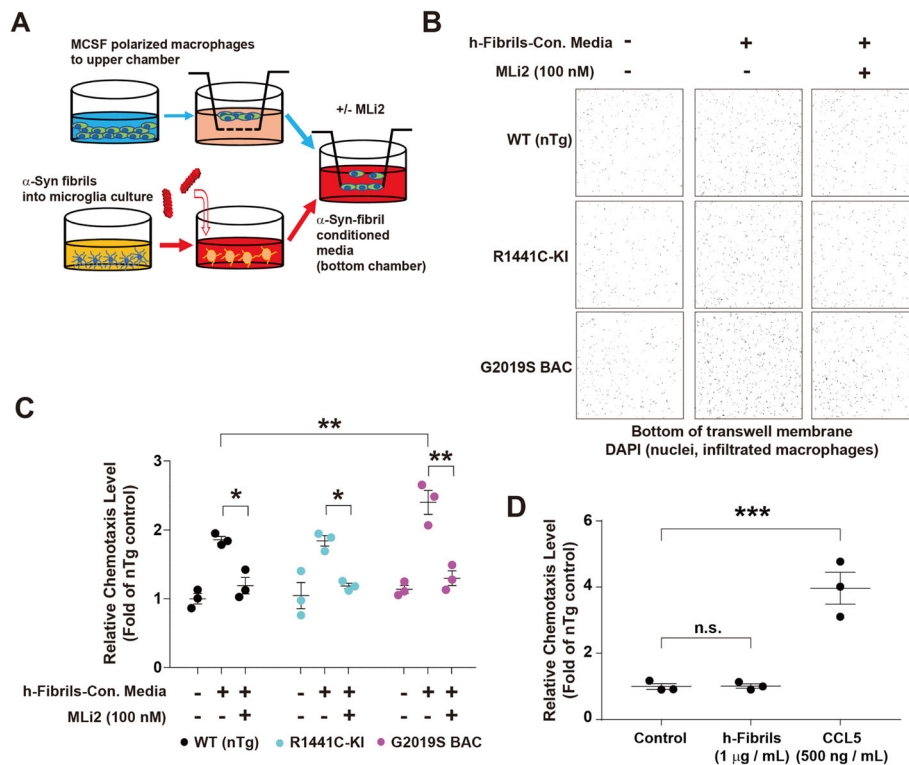 A
MCSF polarized macrophages
to upper chamber
+/- MLi2
α-Syn fibrils
into microglia culture
α-Syn-fibril
conditioned
media
(bottom chamber)
B
h-Fibrils-Con. Media - + +
MLi2 (100 nM) - - +
WT (nTg)
R1441C-KI
G2019S BAC
Bottom of transwell membrane
DAPI (nuclei, infiltrated macrophages)
C
Relative Chemotaxis Level
(Fold of nTg control)
3
2
1
0
**
*
*
**
h-Fibrils-Con. Media - + + - + + - + +
MLi2 (100 nM) - - + - - + - - +
WT (nTg) R1441C-KI G2019S BAC
D
Relative Chemotaxis Level
(Fold of nTg control)
6
4
2
0
***
n.s.
Control h-Fibrils CCL5
(1 μg / mL) (500 ng / mL)